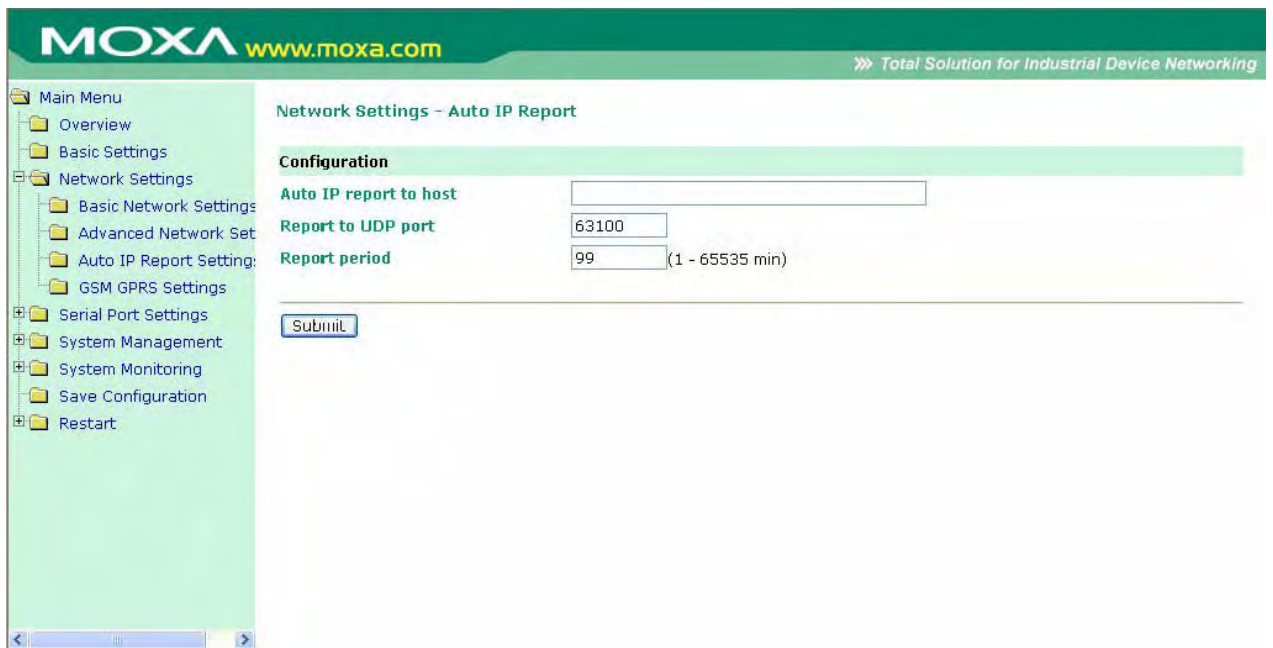 MOXA www.moxa.com
Total Solution for Industrial Device Networking
Main Menu
Overview
Basic Settings
Network Settings
Basic Network Settings
Advanced Network Set
Auto IP Report Setting
GSM GPRS Settings
Serial Port Settings
System Management
System Monitoring
Save Configuration
Restart
Network Settings - Auto IP Report
Configuration
Auto IP report to host
Report to UDP port 63100
Report period 99 (1 - 65535 min)
Submit